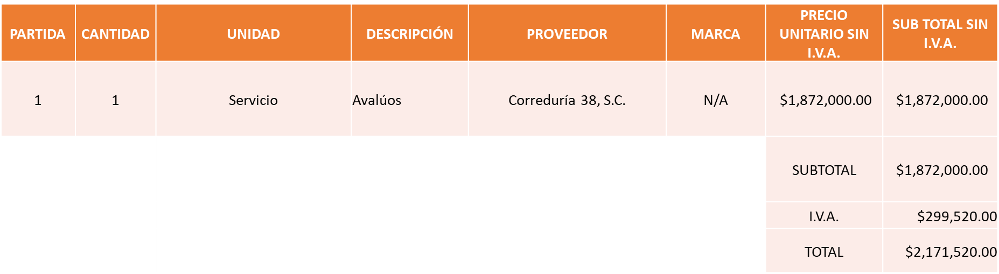 PARTIDA CANTIDAD UNIDAD DESCRIPCIÓN PROVEEDOR MARCA PRECIO UNITARIO SIN I.V.A. SUB TOTAL SIN I.V.A.
1 1 Servicio Avalúos Correduría 38, S.C. N/A $1,872,000.00 $1,872,000.00
SUBTOTAL $1,872,000.00
I.V.A. $299,520.00
TOTAL $2,171,520.00